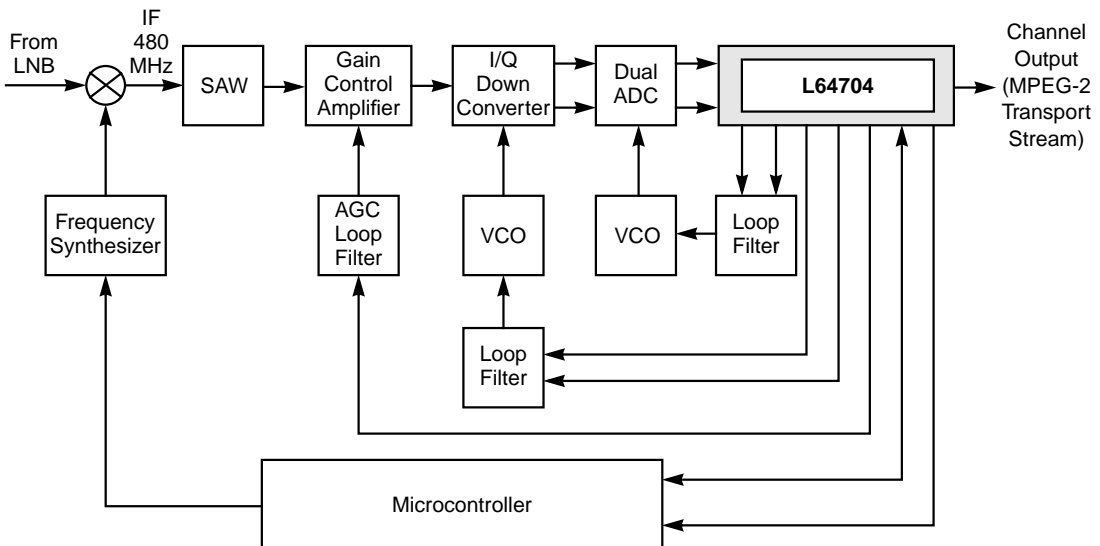 From
LNB
IF
480
MHz
SAW
Gain
Control
Amplifier
I/Q
Down
Converter
Dual
ADC
L64704
Channel
Output
(MPEG-2
Transport
Stream)
Frequency
Synthesizer
AGC
Loop
Filter
VCO
VCO
Loop
Filter
Loop
Filter
Microcontroller